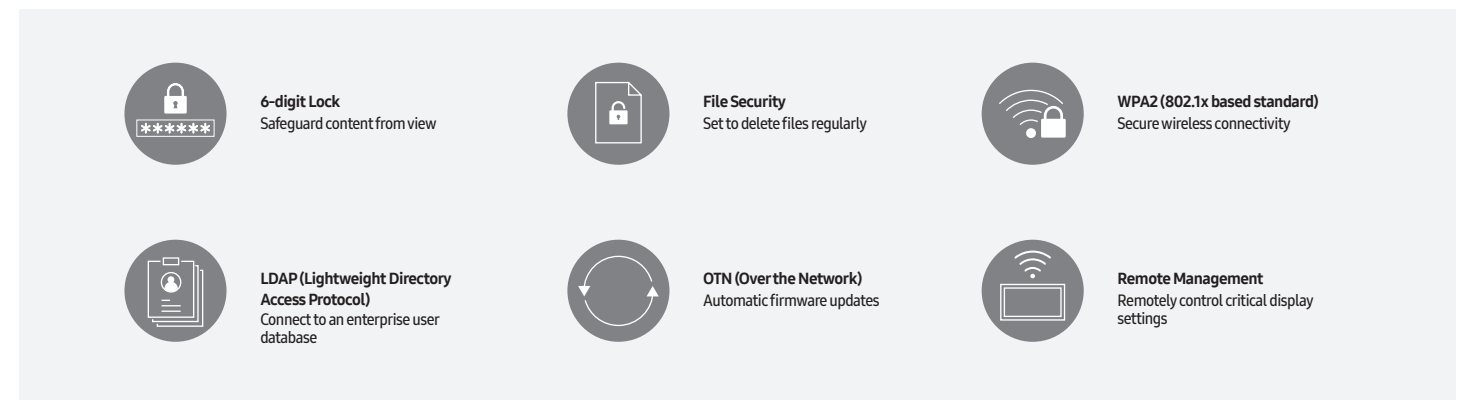 6-digit Lock
Safeguard content from view
File Security
Set to delete files regularly
WPA2 (802.1x based standard)
Secure wireless connectivity
******
LDAP (Lightweight Directory
Access Protocol)
Connect to an enterprise user
database
OTN (Over the Network)
Automatic firmware updates
Remote Management
Remotely control critical display
settings